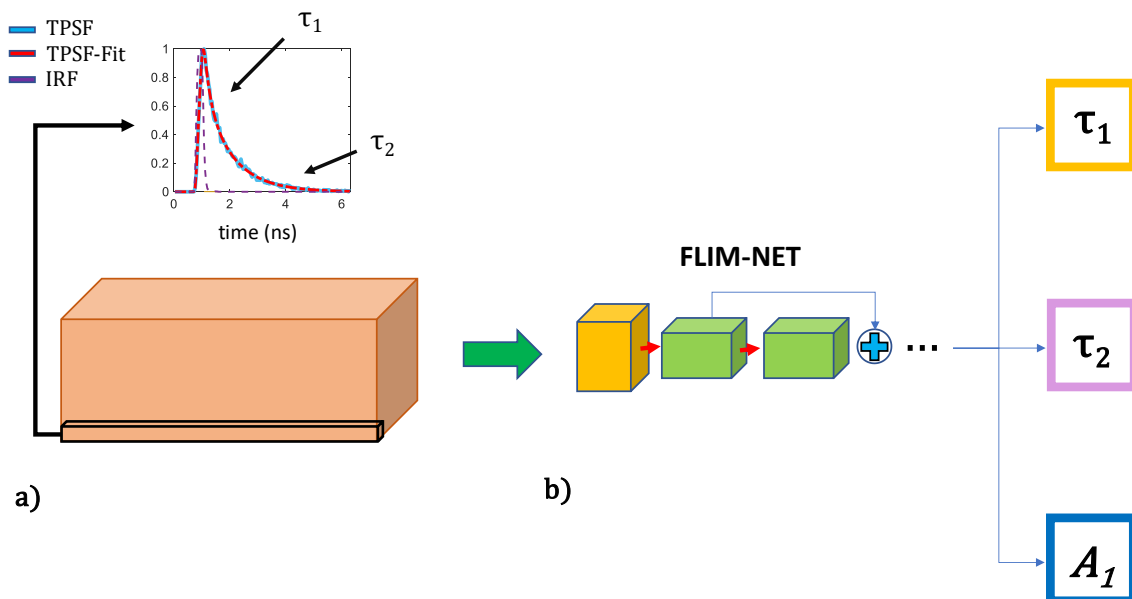 TPSF
TPSF-Fit
IRF
τ1
τ2
1
0.8
0.6
0.4
0.2
0
0 2 4 6
time (ns)
FLIM-NET
...
τ1
τ2
A1
a)
b)